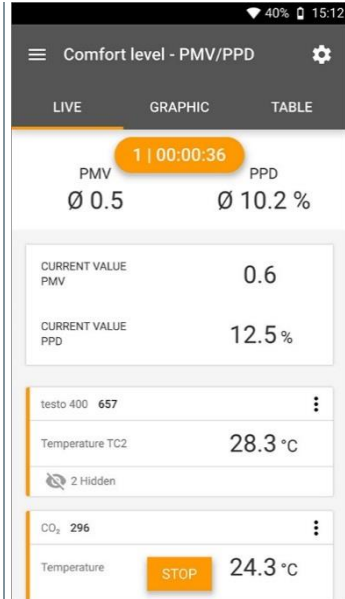 40% 15:12
Comfort level - PMV/PPD
LIVE GRAPHIC TABLE
1 | 00:00:36
PMV PPD
Ø 0.5 Ø 10.2 %
CURRENT VALUE
PMV
0.6
CURRENT VALUE
PPD
12.5 %
testo 400 657
Temperature TC2 28.3 °C
2 Hidden
CO₂ 296
Temperature STOP 24.3 °C